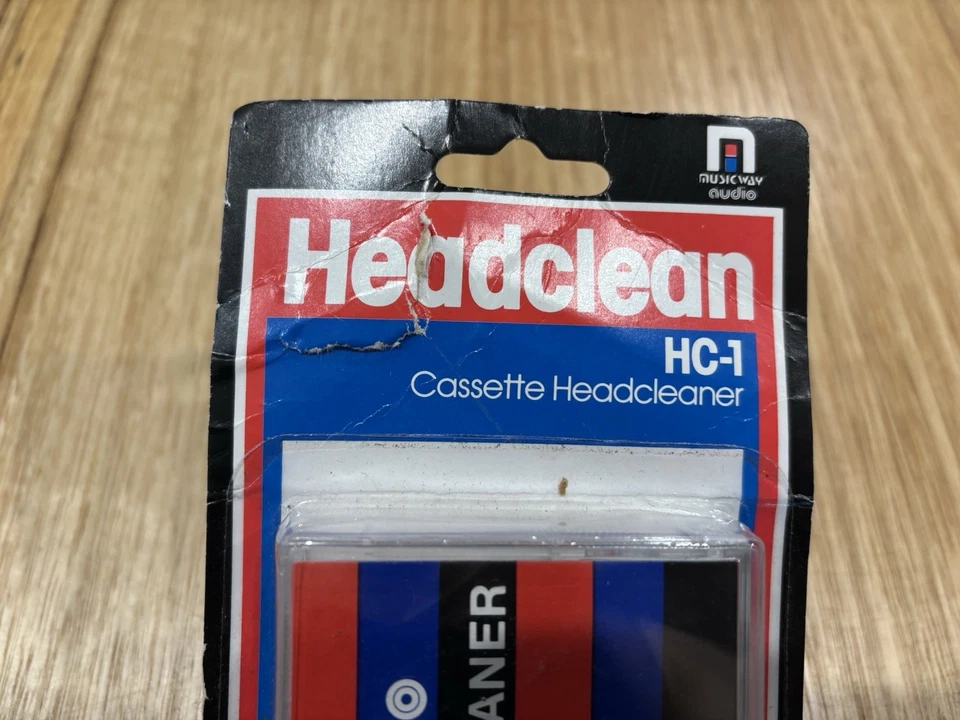 MUSICWAY
audio
Headclean
HC-1
Cassette Headcleaner
ANER